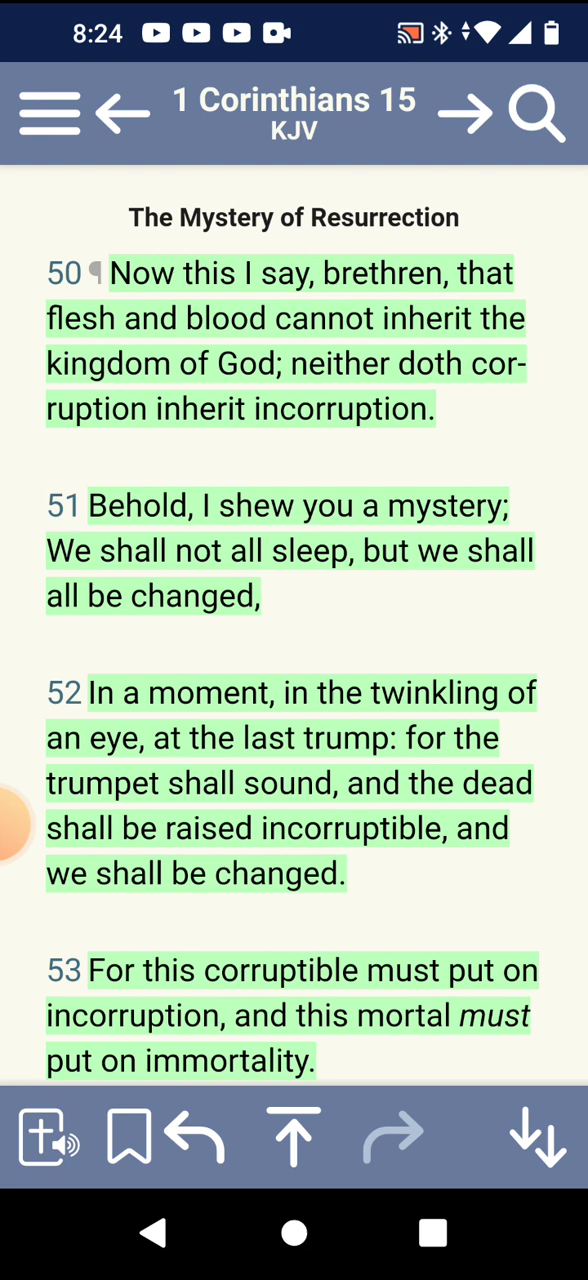 8:24
1 Corinthians 15
KJV
The Mystery of Resurrection
50 ¶ Now this I say, brethren, that
flesh and blood cannot inherit the
kingdom of God; neither doth cor-
ruption inherit incorruption.
51 Behold, I shew you a mystery;
We shall not all sleep, but we shall
all be changed,
52 In a moment, in the twinkling of
an eye, at the last trump: for the
trumpet shall sound, and the dead
shall be raised incorruptible, and
we shall be changed.
53 For this corruptible must put on
incorruption, and this mortal must
put on immortality.